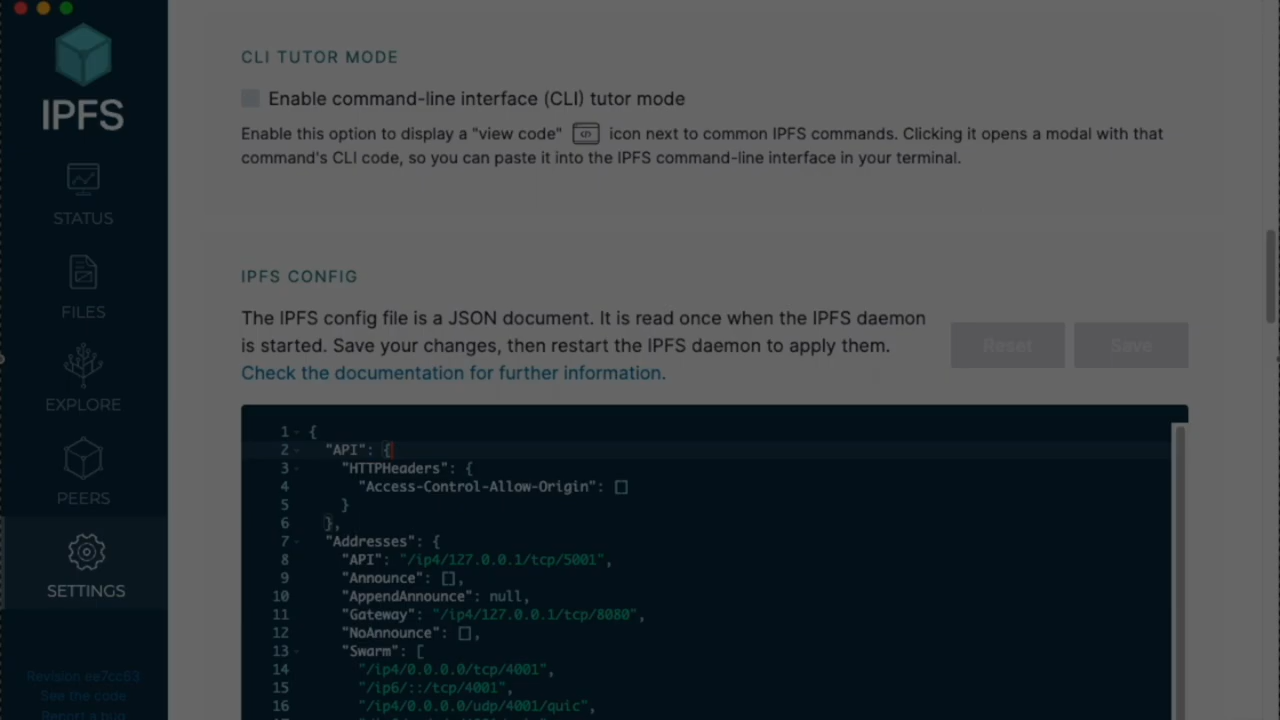 IPFS
STATUS
FILES
EXPLORE
PEERS
SETTINGS
Revision ee7cc63
See the code
Report a bug
CLI TUTOR MODE
Enable command-line interface (CLI) tutor mode
Enable this option to display a "view code" </> icon next to common IPFS commands. Clicking it opens a modal with that
command's CLI code, so you can paste it into the IPFS command-line interface in your terminal.
IPFS CONFIG
The IPFS config file is a JSON document. It is read once when the IPFS daemon
is started. Save your changes, then restart the IPFS daemon to apply them.
Check the documentation for further information.
Reset
Save
1 {
2 "API": {
3 "HTTPHeaders": {
4 "Access-Control-Allow-Origin": []
5 }
6 },
7 "Addresses": {
8 "API": "/ip4/127.0.0.1/tcp/5001",
9 "Announce": [],
10 "AppendAnnounce": null,
11 "Gateway": "/ip4/127.0.0.1/tcp/8080",
12 "NoAnnounce": [],
13 "Swarm": [
14 "/ip4/0.0.0.0/tcp/4001",
15 "/ip6/::/tcp/4001",
16 "/ip4/0.0.0.0/udp/4001/quic",